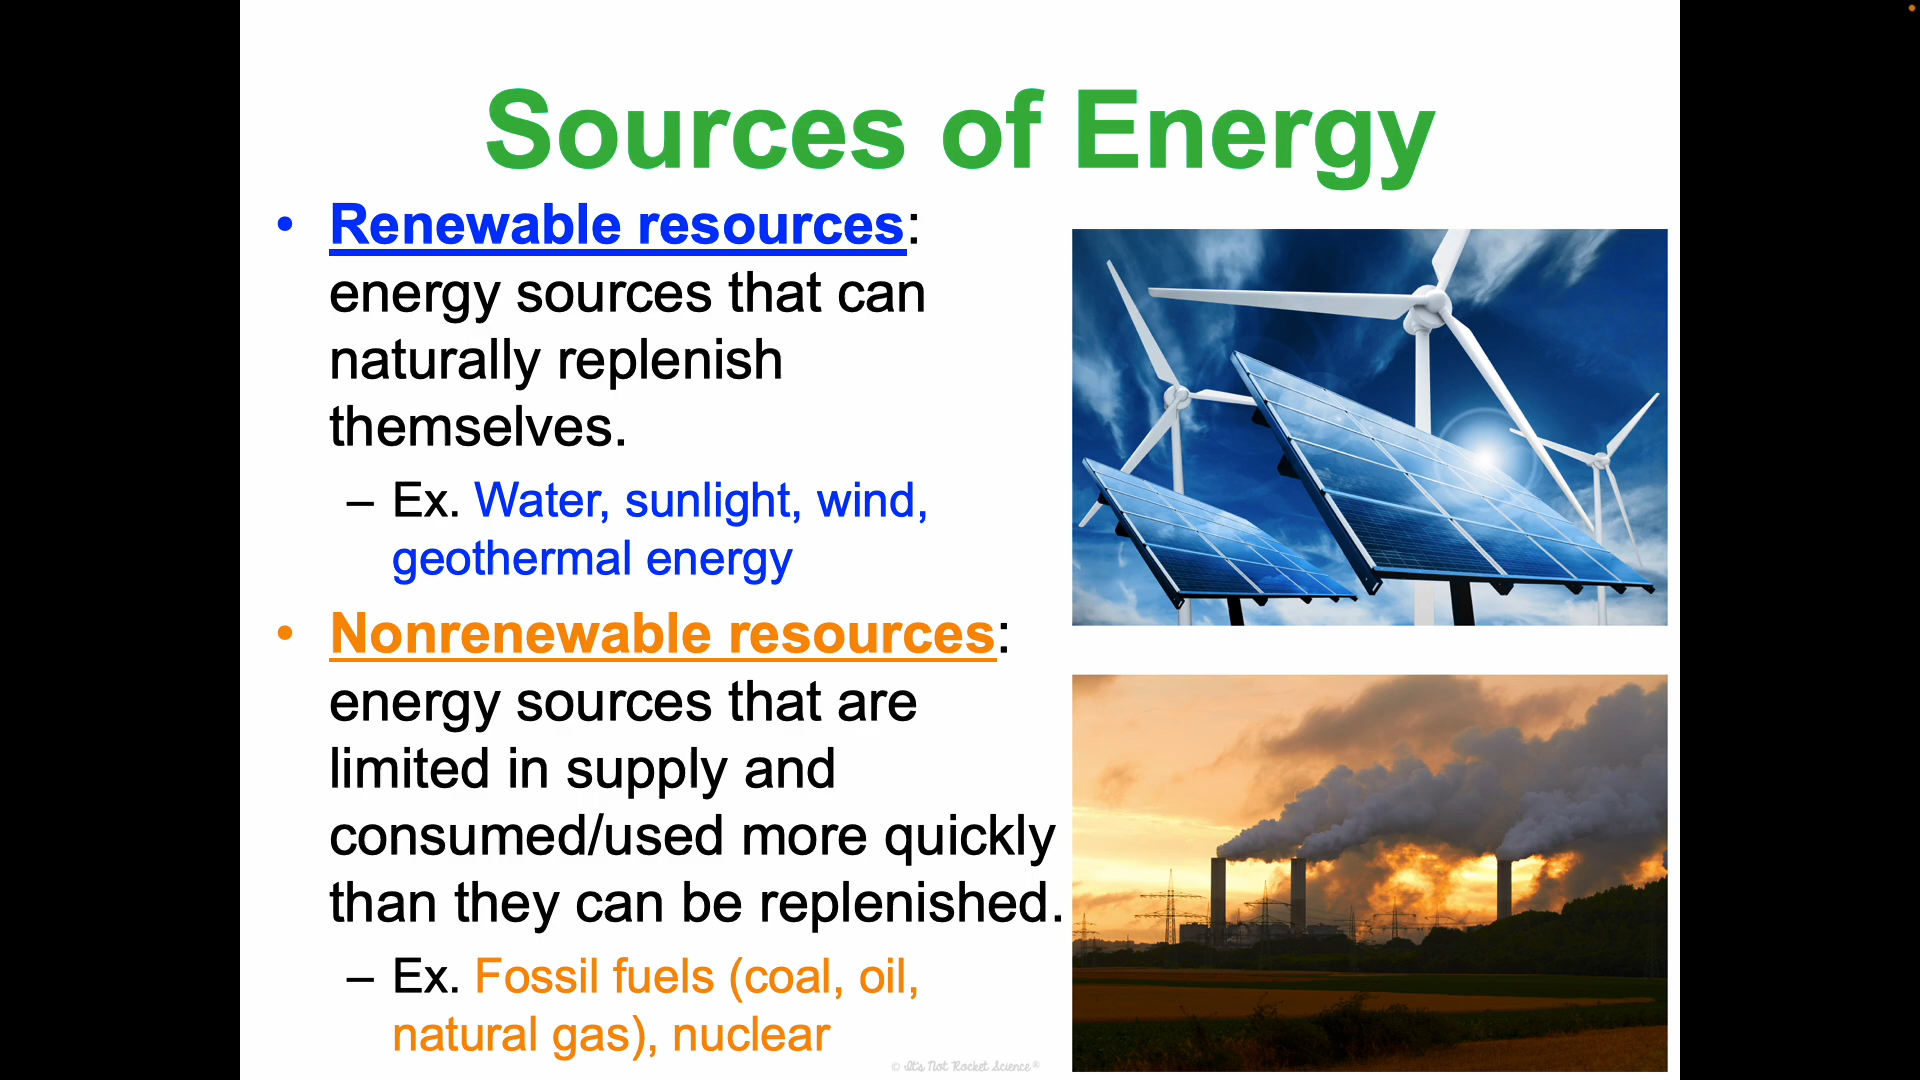 Sources of Energy
• Renewable resources:
energy sources that can
naturally replenish
themselves.
– Ex. Water, sunlight, wind,
geothermal energy
• Nonrenewable resources:
energy sources that are
limited in supply and
consumed/used more quickly
than they can be replenished.
– Ex. Fossil fuels (coal, oil,
natural gas), nuclear
© It's Not Rocket Science®